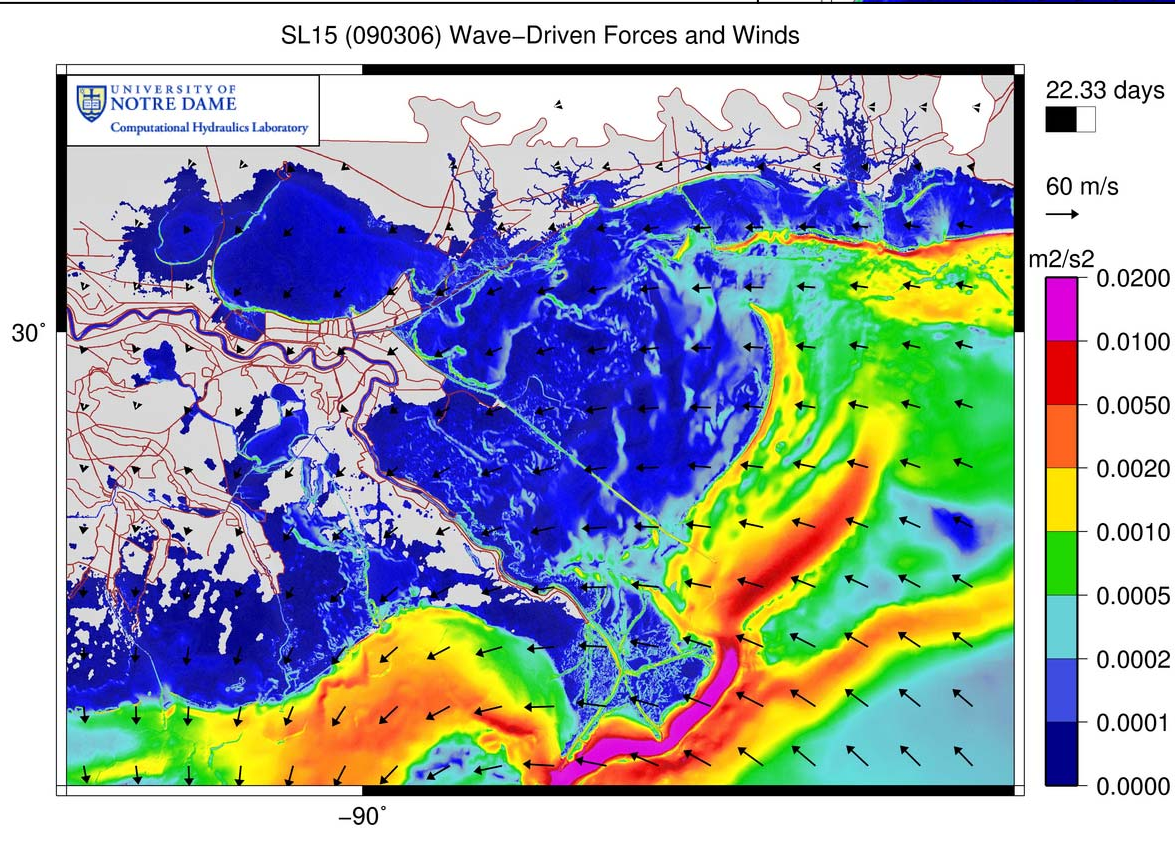 SL15 (090306) Wave−Driven Forces and Winds
UNIVERSITY OF
NOTRE DAME
Computational Hydraulics Laboratory
22.33 days
60 m/s
m2/s2
0.0200
0.0100
0.0050
0.0020
0.0010
0.0005
0.0002
0.0001
0.0000
30˚
−90˚